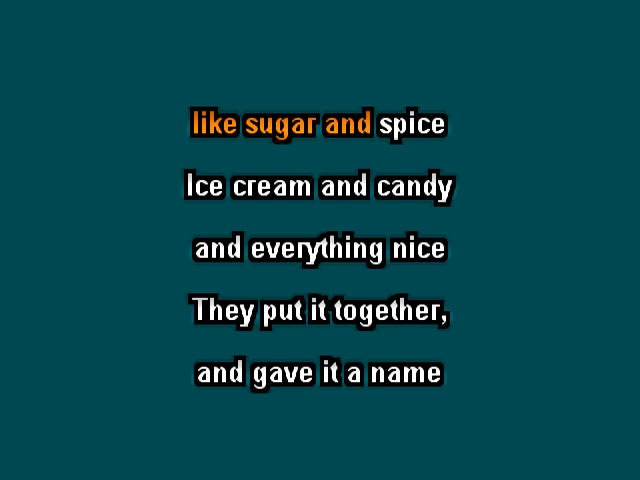 like sugar and spice
Ice cream and candy
and everything nice
They put it together,
and gave it a name